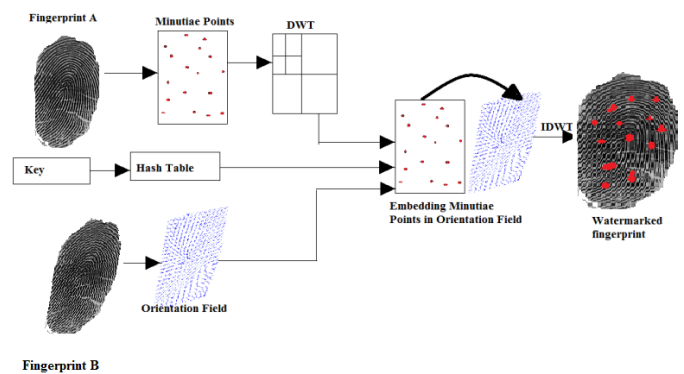 Fingerprint A
Minutiae Points
DWT
Key
Hash Table
IDWT
Embedding Minutiae
Points in Orientation Field
Watermarked
fingerprint
Orientation Field
Fingerprint B